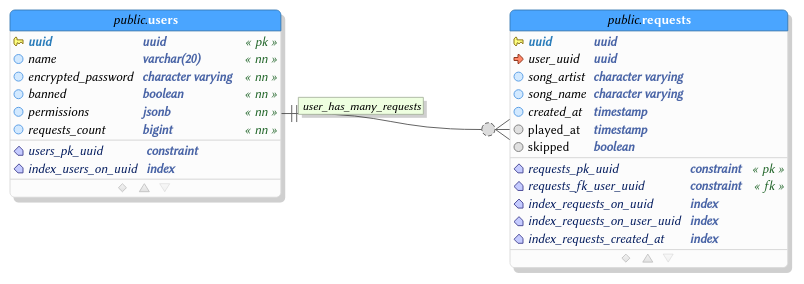 public.users
uuid uuid « pk »
name varchar(20) « nn »
encrypted_password character varying « nn »
banned boolean « nn »
permissions jsonb « nn »
requests_count bigint « nn »
users_pk_uuid constraint
index_users_on_uuid index
user_has_many_requests
public.requests
uuid uuid
user_uuid uuid
song_artist character varying
song_name character varying
created_at timestamp
played_at timestamp
skipped boolean
requests_pk_uuid constraint « pk »
requests_fk_user_uuid constraint « fk »
index_requests_on_uuid index
index_requests_on_user_uuid index
index_requests_created_at index